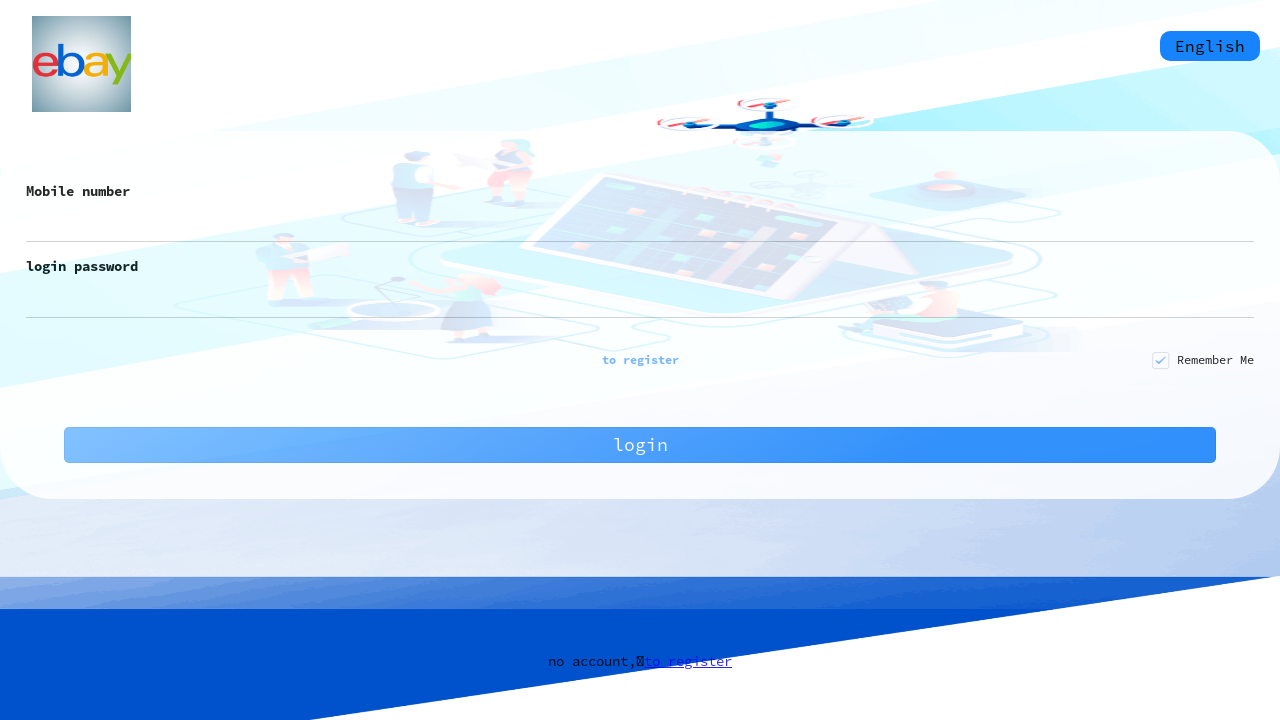 ebay
English
Mobile number
login password
to register
Remember Me
login
no account,to register